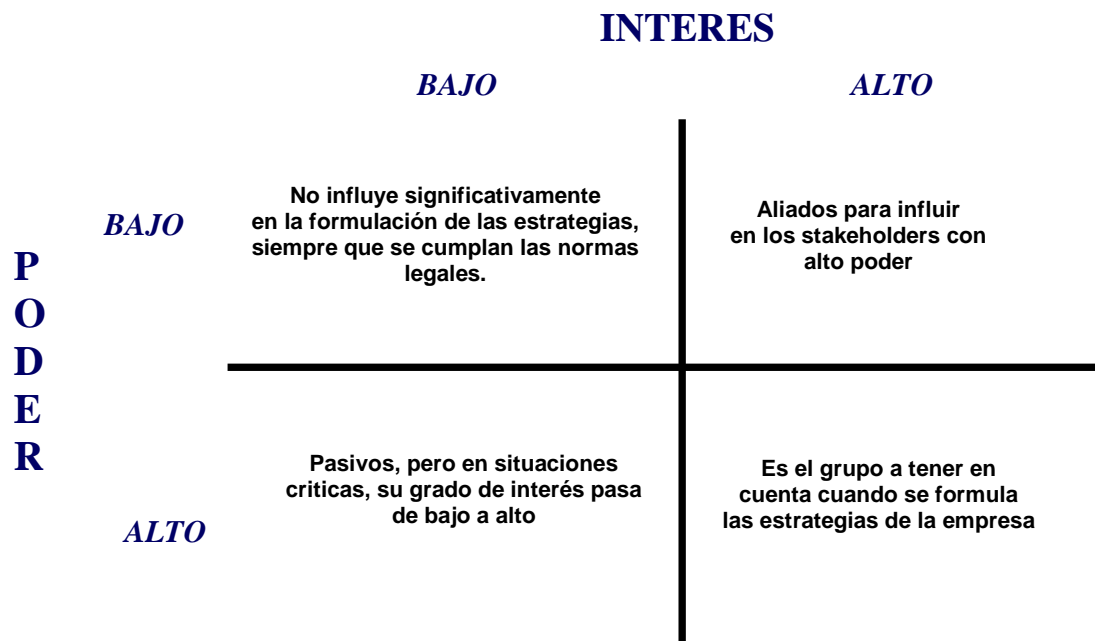 INTERES
BAJO ALTO
BAJO
No influye significativamente
en la formulación de las estrategias,
siempre que se cumplan las normas
legales.
Aliados para influir
en los stakeholders con
alto poder
P
O
D
E
R
ALTO
Pasivos, pero en situaciones
criticas, su grado de interés pasa
de bajo a alto
Es el grupo a tener en
cuenta cuando se formula
las estrategias de la empresa